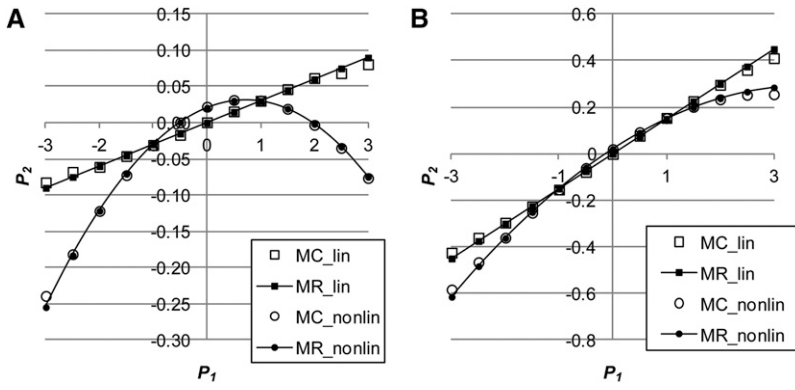 A
0.15
0.10
0.05
0.00
-3 -2 -1 0 1 2 3
-0.05
-0.10
-0.15
-0.20
-0.25
-0.30
P2
P1
MC_lin
MR_lin
MC_nonlin
MR_nonlin
B
0.6
0.4
0.2
0
-3 -1 1 3
-0.2
-0.4
-0.6
-0.8
P2
P1
MC_lin
MR_lin
MC_nonlin
MR_nonlin